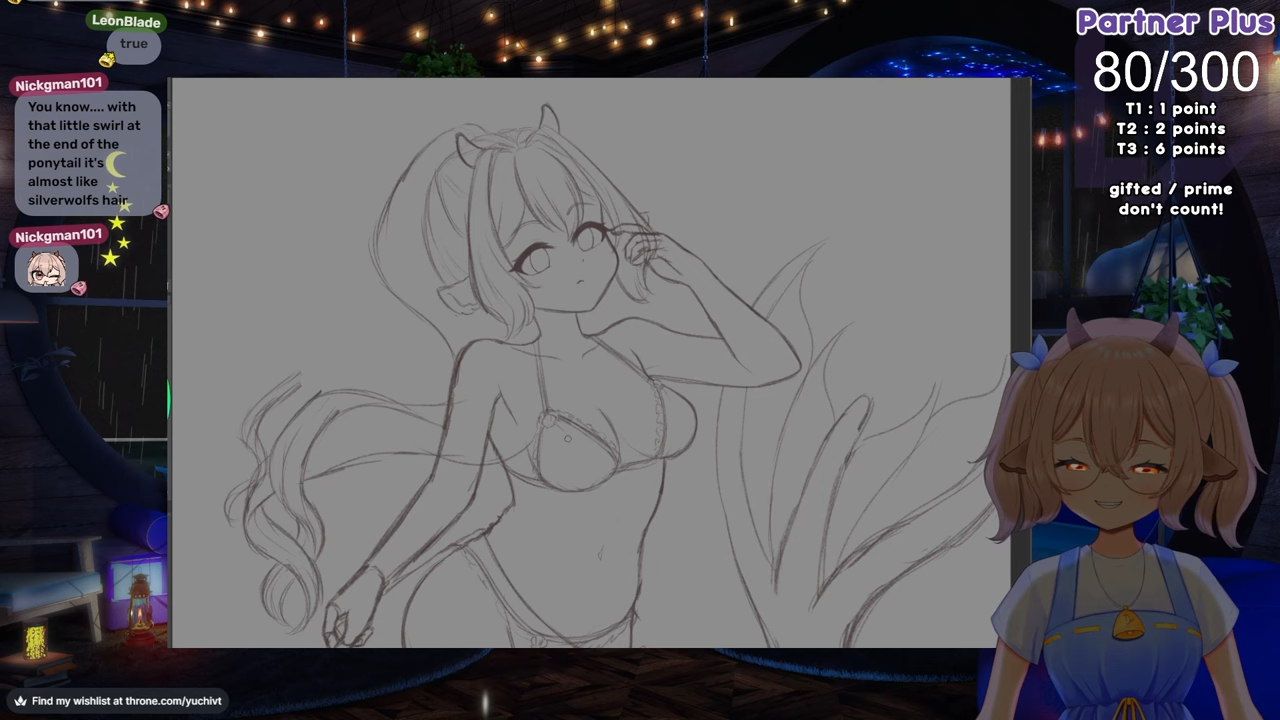 LeonBlade
true
Nickgman101
You know.... with
that little swirl at
the end of the
ponytail it's
almost like
silverwolfs hair
Nickgman101
Partner Plus
80/300
T1 : 1 point
T2 : 2 points
T3 : 6 points
gifted / prime
don't count!
Find my wishlist at throne.com/yuchivt